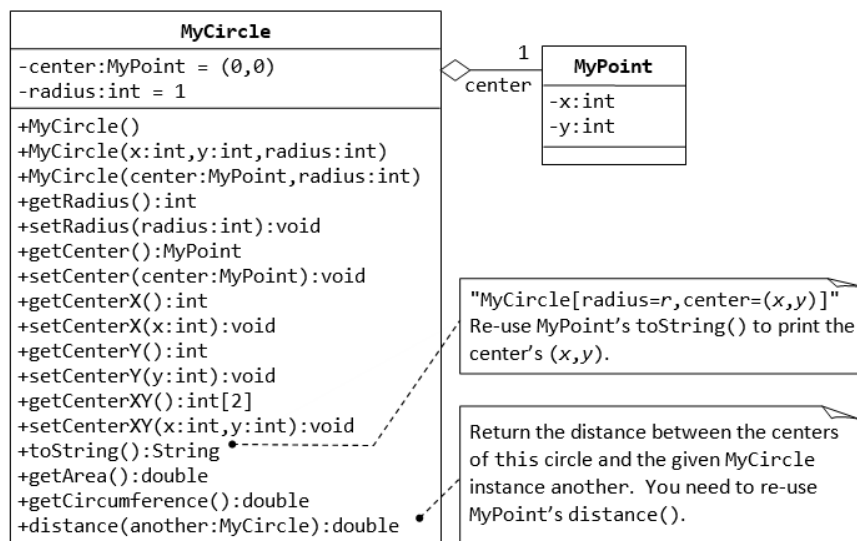 MyCircle
-center:MyPoint = (0,0)
-radius:int = 1
+MyCircle()
+MyCircle(x:int,y:int,radius:int)
+MyCircle(center:MyPoint,radius:int)
+getRadius():int
+setRadius(radius:int):void
+getCenter():MyPoint
+setCenter(center:MyPoint):void
+getCenterX():int
+setCenterX(x:int):void
+getCenterY():int
+setCenterY(y:int):void
+getCenterXY():int[2]
+setCenterXY(x:int,y:int):void
+toString():String
+getArea():double
+getCircumference():double
+distance(another:MyCircle):double
1
center
MyPoint
-x:int
-y:int
"MyCircle[radius=r,center=(x,y)]"
Re-use MyPoint's toString() to print the
center's (x,y).
Return the distance between the centers
of this circle and the given MyCircle
instance another. You need to re-use
MyPoint's distance().